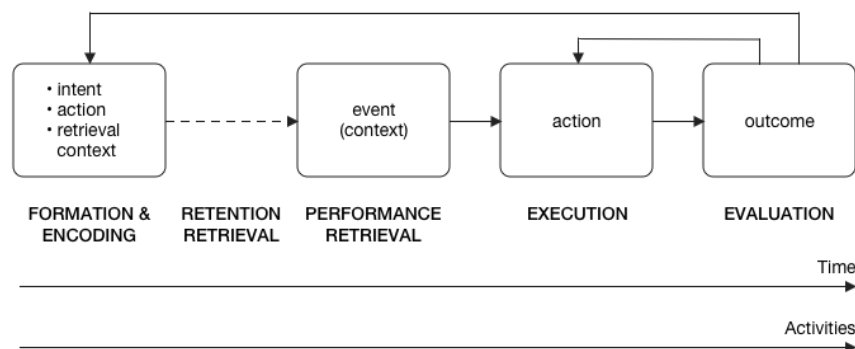 • intent
• action
• retrieval
context
event
(context)
action
outcome
FORMATION &
ENCODING
RETENTION
RETRIEVAL
PERFORMANCE
RETRIEVAL
EXECUTION
EVALUATION
Time
Activities